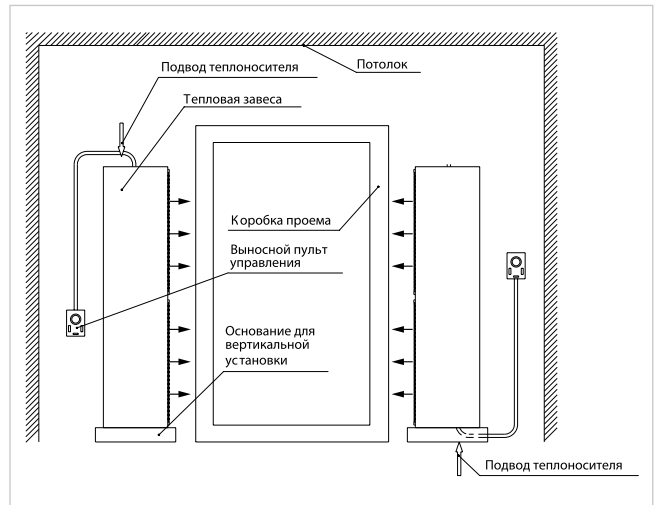 Подвод теплоносителя
Потолок
Тепловая завеса
Коробка проема
Выносной пульт
управления
Основание для
вертикальной
установки
Подвод теплоносителя